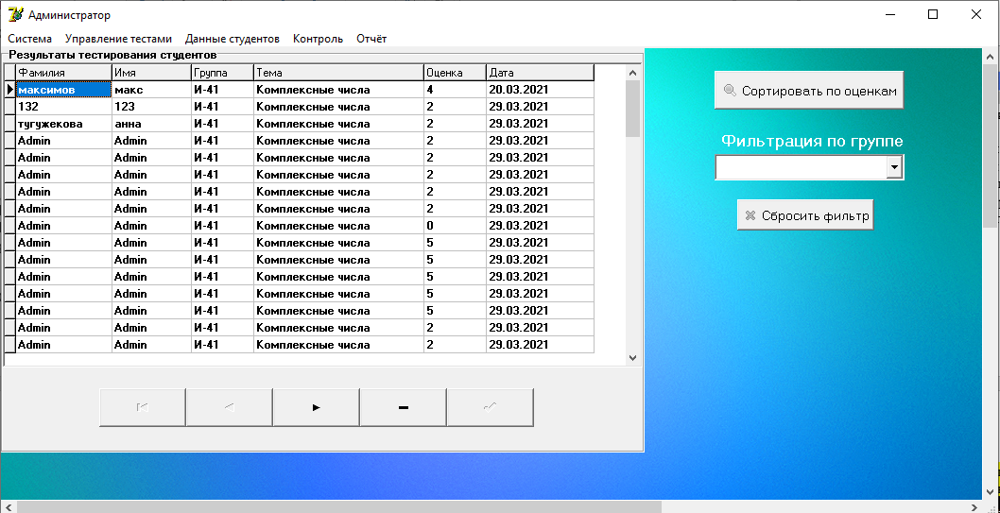 Администратор
Система Управление тестами Данные студентов Контроль Отчёт
Результаты тестирования студентов
Фамилия Имя Группа Тема Оценка Дата
максимов макс И-41 Комплексные числа 4 20.03.2021
132 123 И-41 Комплексные числа 2 29.03.2021
тугужекова анна И-41 Комплексные числа 2 29.03.2021
Admin Admin И-41 Комплексные числа 2 29.03.2021
Admin Admin И-41 Комплексные числа 2 29.03.2021
Admin Admin И-41 Комплексные числа 2 29.03.2021
Admin Admin И-41 Комплексные числа 2 29.03.2021
Admin Admin И-41 Комплексные числа 2 29.03.2021
Admin Admin И-41 Комплексные числа 0 29.03.2021
Admin Admin И-41 Комплексные числа 5 29.03.2021
Admin Admin И-41 Комплексные числа 5 29.03.2021
Admin Admin И-41 Комплексные числа 5 29.03.2021
Admin Admin И-41 Комплексные числа 5 29.03.2021
Admin Admin И-41 Комплексные числа 5 29.03.2021
Admin Admin И-41 Комплексные числа 2 29.03.2021
Admin Admin И-41 Комплексные числа 2 29.03.2021
Сортировать по оценкам
Фильтрация по группе
Сбросить фильтр